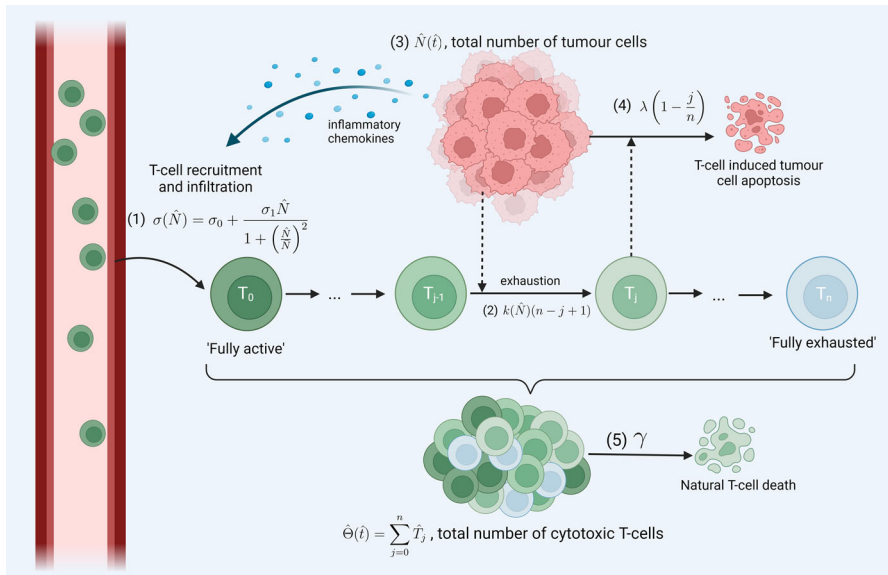 (3) N̂(t̂), total number of tumour cells
(4) λ(1 − j/n)
inflammatory
chemokines
T-cell recruitment
and infiltration
T-cell induced tumour
cell apoptosis
(1) σ(N̂) = σ₀ + σ₁N̂ / (1 + (N̂/N̄)²)
exhaustion
T₀
...
Tⱼ₋₁
Tⱼ
...
Tₙ
(2) k(N̂)(n − j + 1)
'Fully active'
'Fully exhausted'
(5) γ
Natural T-cell death
Θ̂(t̂) = ∑ⱼ₌₀ⁿ T̂ⱼ, total number of cytotoxic T-cells